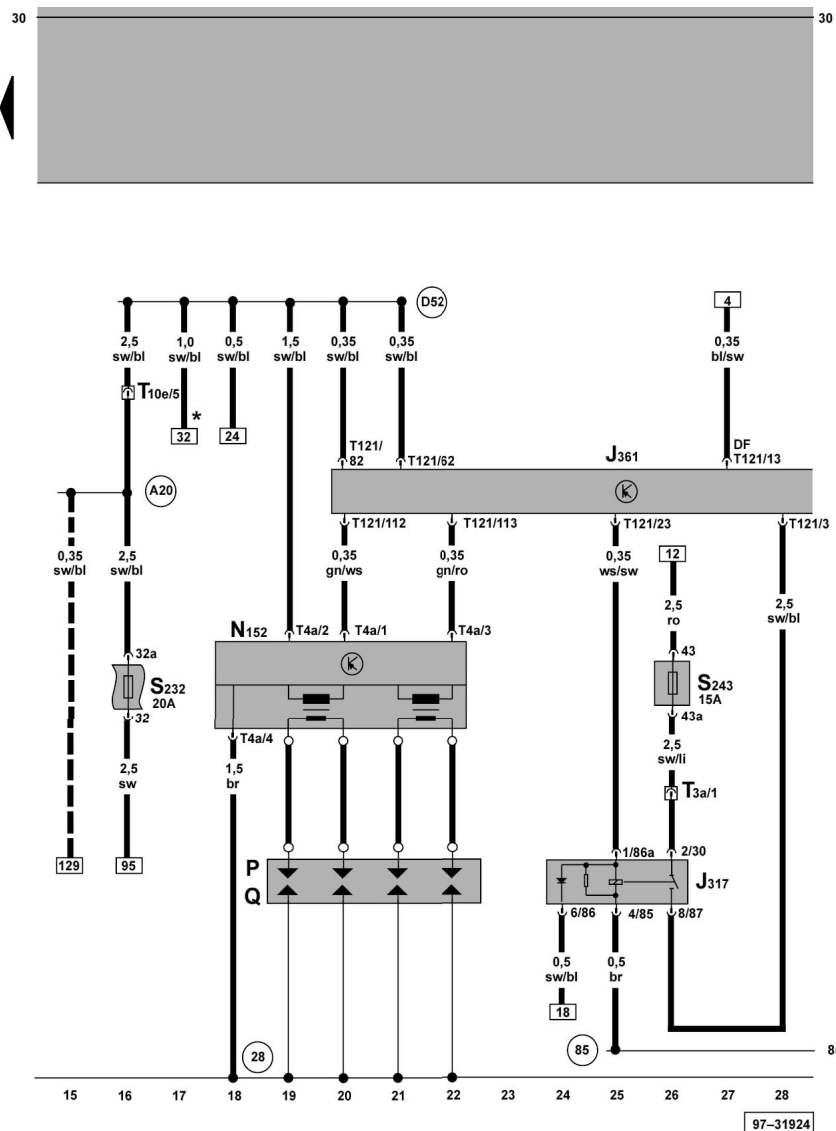 30 30
D52
4
2,5 1,0 0,5 1,5 0,35 0,35 0,35
sw/bl sw/bl sw/bl sw/bl sw/bl sw/bl bl/sw
T10e/5
*
32 24
T121/
82
T121/62
J361
DF
T121/13
A20
T121/112 T121/113 T121/23 T121/3
0,35 2,5 0,35 0,35 0,35 12
sw/bl sw/bl gn/ws gn/ro ws/sw
2,5 2,5
ro sw/bl
N152 T4a/2 T4a/1 T4a/3
32a 43
S232
20A
S243
15A
32 43a
T4a/4
2,5 1,5 2,5
sw br sw/li
T3a/1
129 95
1/86a 2/30
P
Q
J317
6/86 4/85 8/87
0,5 0,5
sw/bl br
18
28 85
15 16 17 18 19 20 21 22 23 24 25 26 27 28
97–31924